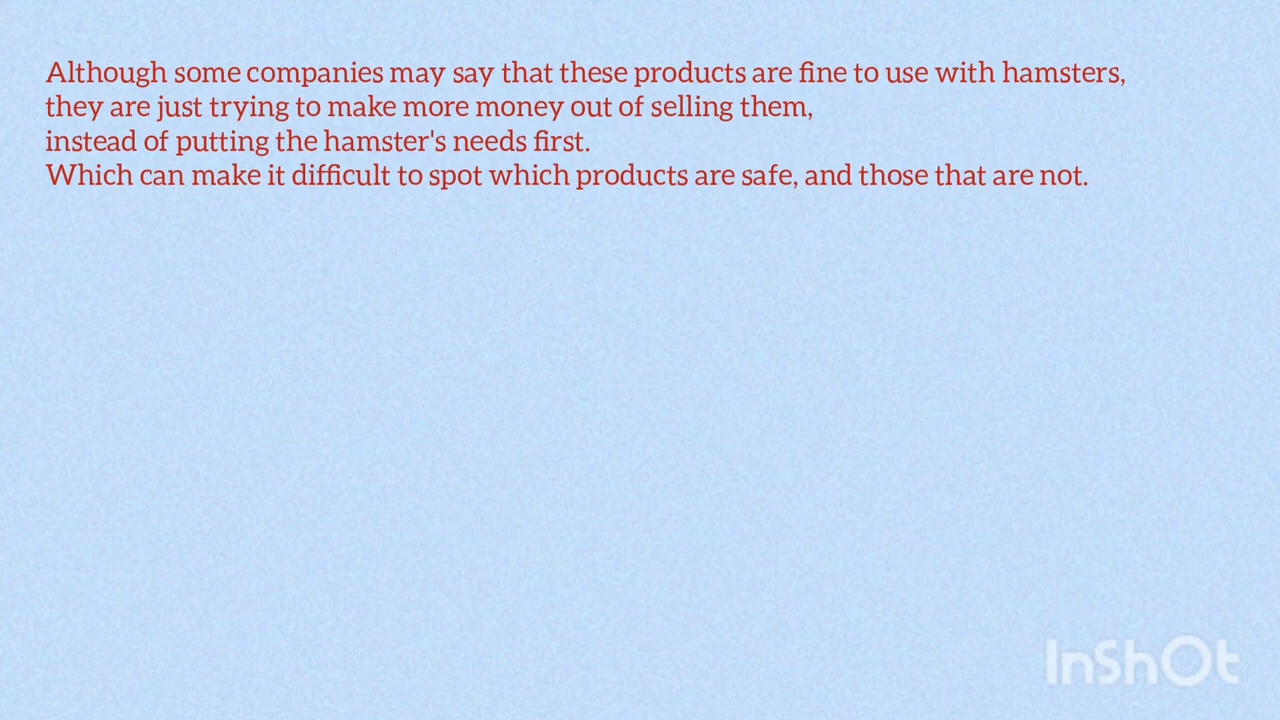 Although some companies may say that these products are fine to use with hamsters,
they are just trying to make more money out of selling them,
instead of putting the hamster's needs first.
Which can make it difficult to spot which products are safe, and those that are not.
InShOt